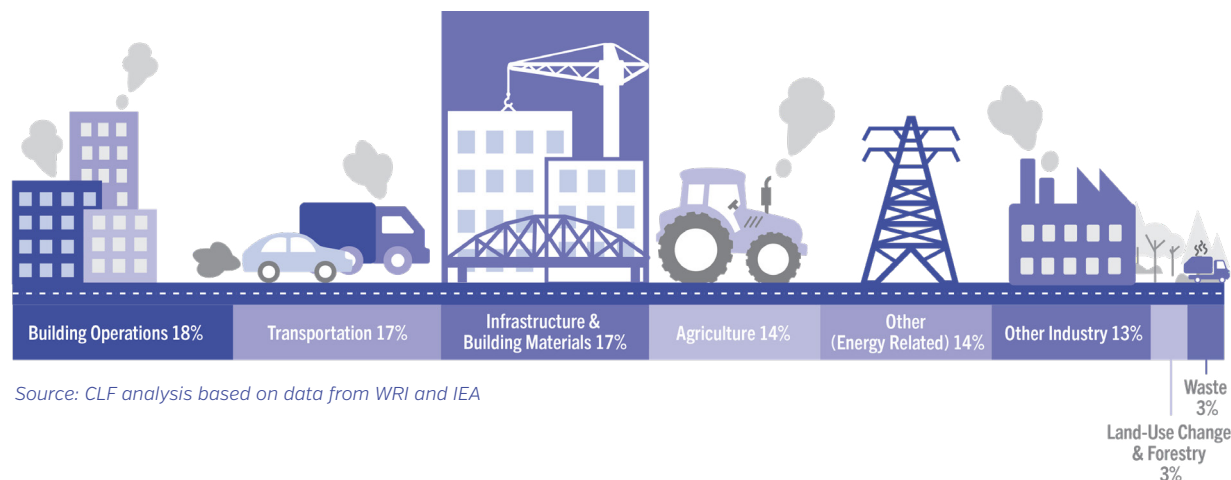 Building Operations 18%
Transportation 17%
Infrastructure &
Building Materials 17%
Agriculture 14%
Other
(Energy Related) 14%
Other Industry 13%
Waste
3%
Land-Use Change
& Forestry
3%
Source: CLF analysis based on data from WRI and IEA